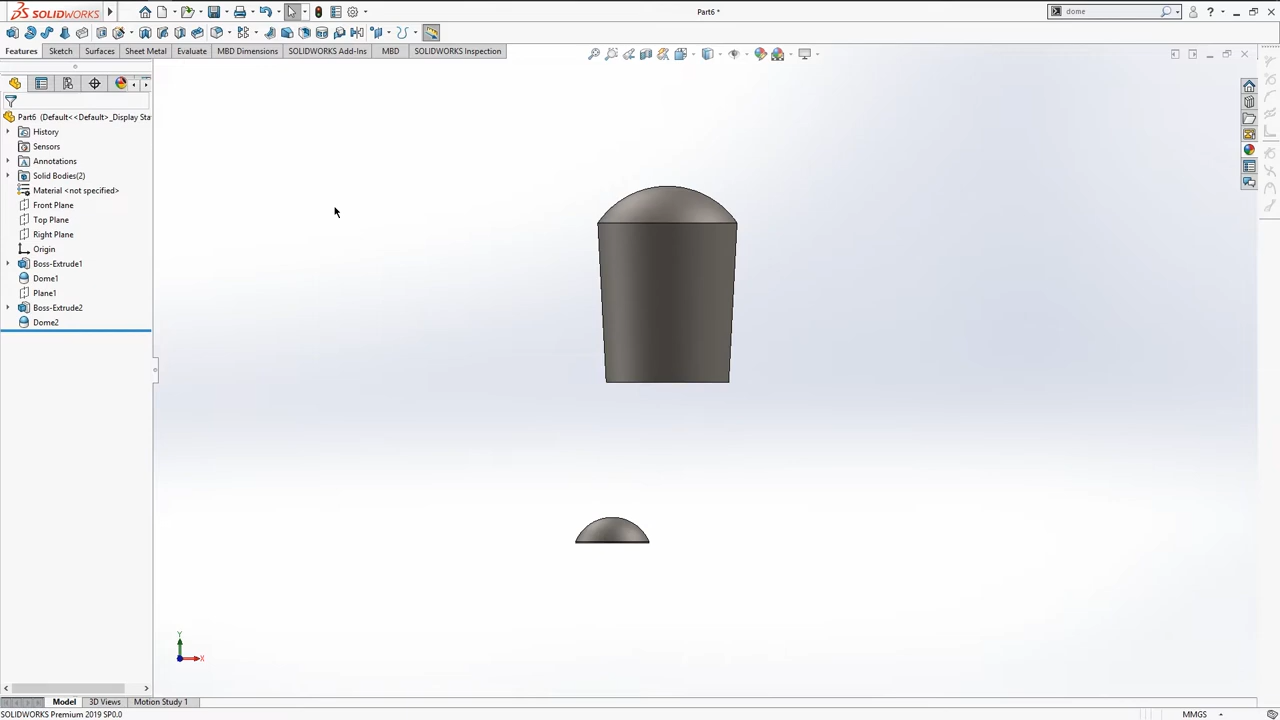 SOLIDWORKS
Part6 *
dome
Features
Sketch
Surfaces
Sheet Metal
Evaluate
MBD Dimensions
SOLIDWORKS Add-Ins
MBD
SOLIDWORKS Inspection
Part6 (Default<<Default>_Display Sta
History
Sensors
Annotations
Solid Bodies(2)
Material <not specified>
Front Plane
Top Plane
Right Plane
Origin
Boss-Extrude1
Dome1
Plane1
Boss-Extrude2
Dome2
Y
X
Model
3D Views
Motion Study 1
SOLIDWORKS Premium 2019 SP0.0
MMGS